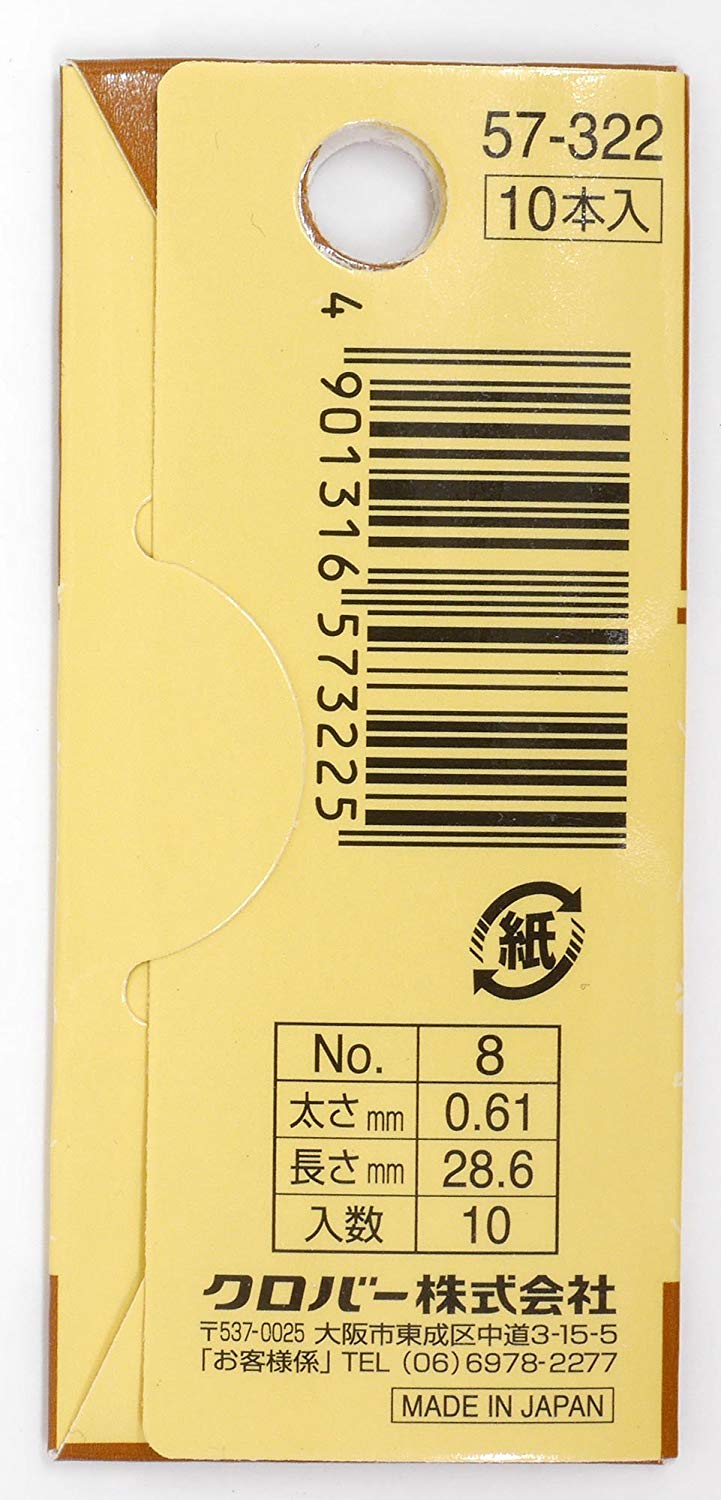 57-322
10本入
4 901316 573225
紙
No. 8
太さmm 0.61
長さmm 28.6
入数 10
クロバー株式会社
〒537-0025 大阪市東成区中道3-15-5
「お客様係」TEL (06)6978-2277
MADE IN JAPAN